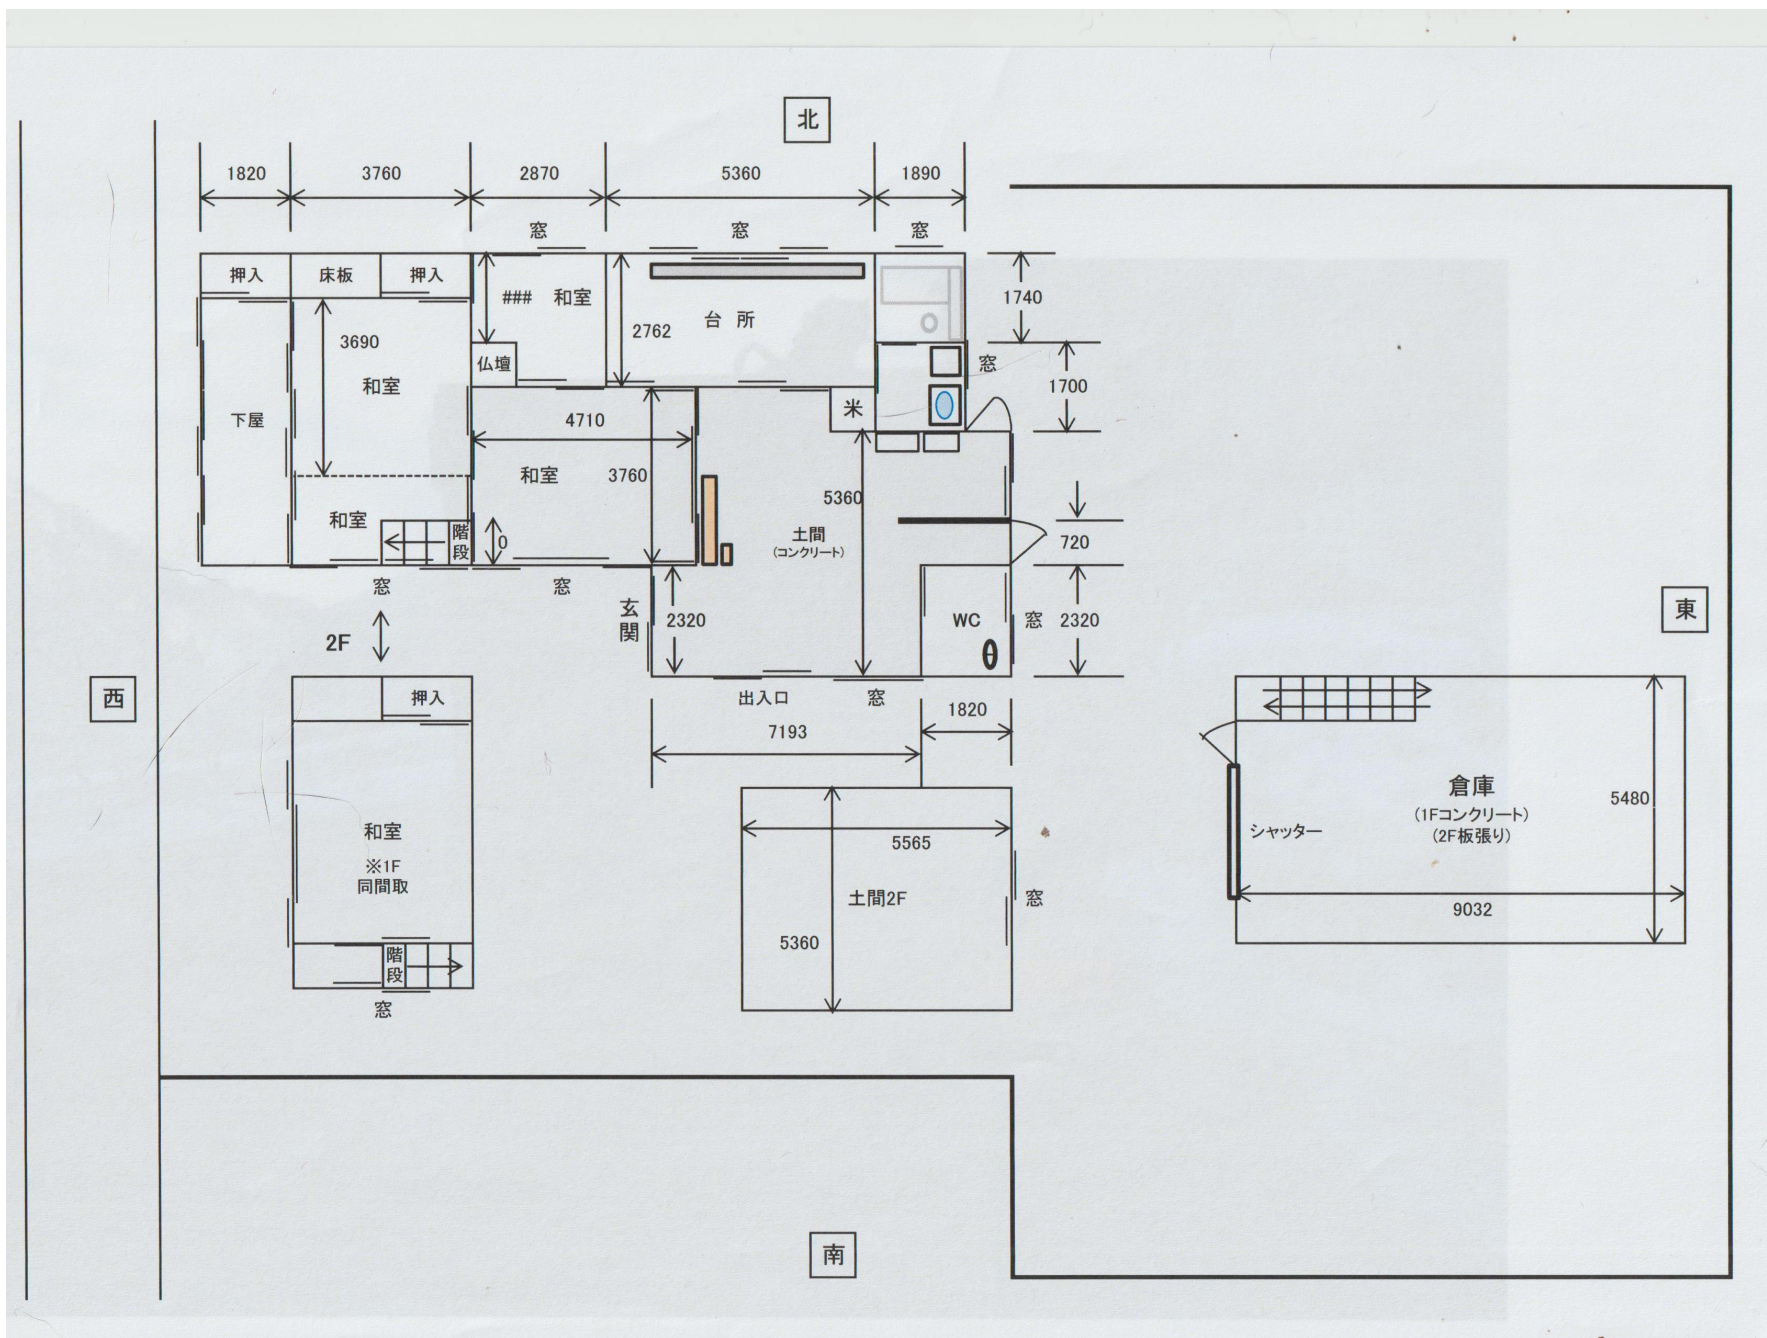 北
1820
3760
2870
5360
1890
窓
窓
窓
押入
床板
押入
###
和室
台 所
1740
3690
2762
仏壇
窓
和室
1700
下屋
4710
米
和室
3760
5360
和室
階段
0
土間
(コンクリート)
720
窓
窓
玄関
2320
WC
窓
2320
東
2F
西
押入
出入口
窓
1820
7193
倉庫
(1Fコンクリート)
(2F板張り)
5480
シャッター
和室
※1F
同間取
5565
土間2F
窓
9032
5360
階段
窓
南